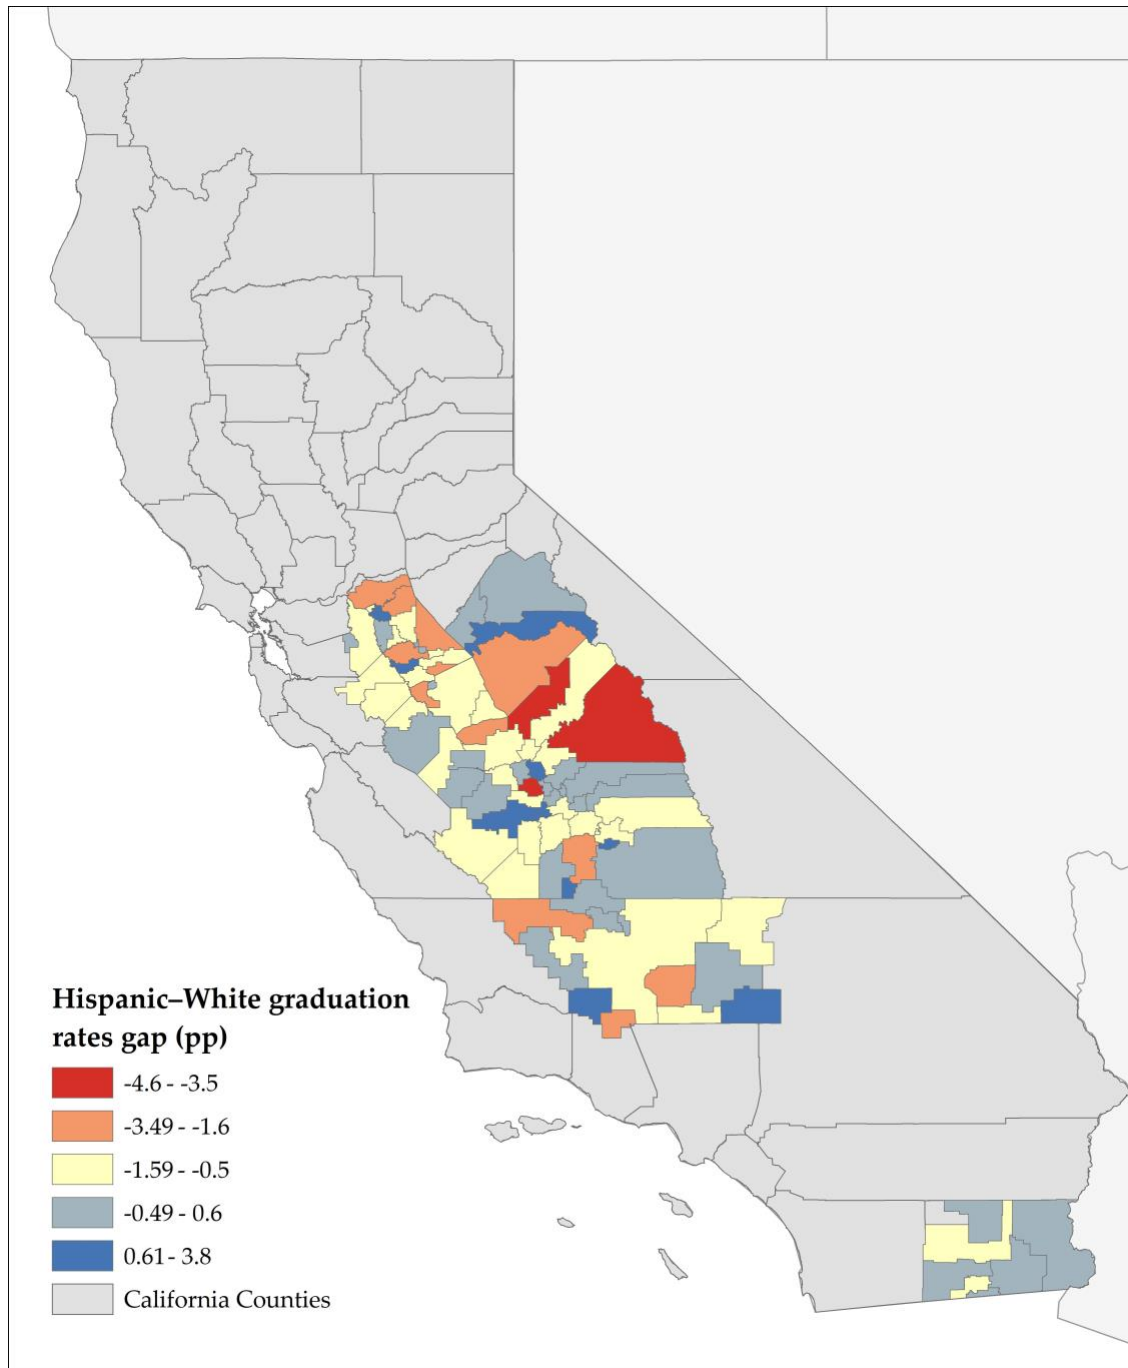 Hispanic–White graduation
rates gap (pp)
-4.6 - -3.5
-3.49 - -1.6
-1.59 - -0.5
-0.49 - 0.6
0.61 - 3.8
California Counties